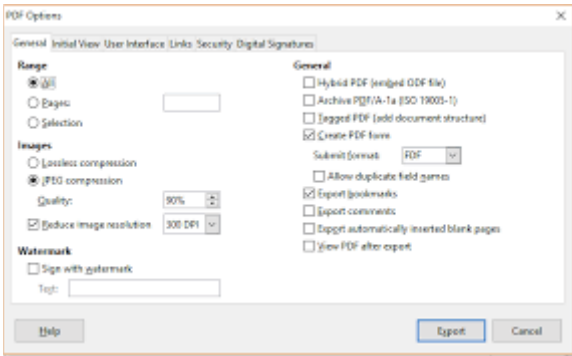 PDF Options
General Initial View User Interface Links Security Digital Signatures
Range
All
Pages:
Selection
Images
Lossless compression
JPEG compression
Quality: 90%
Reduce image resolution 300 DPI
Watermark
Sign with watermark
Text:
General
Hybrid PDF (embed ODF file)
Archive PDF/A-1a (ISO 19005-1)
Tagged PDF (add document structure)
Create PDF form
Submit format: FDF
Allow duplicate field names
Export bookmarks
Export comments
Export automatically inserted blank pages
View PDF after export
Help Export Cancel